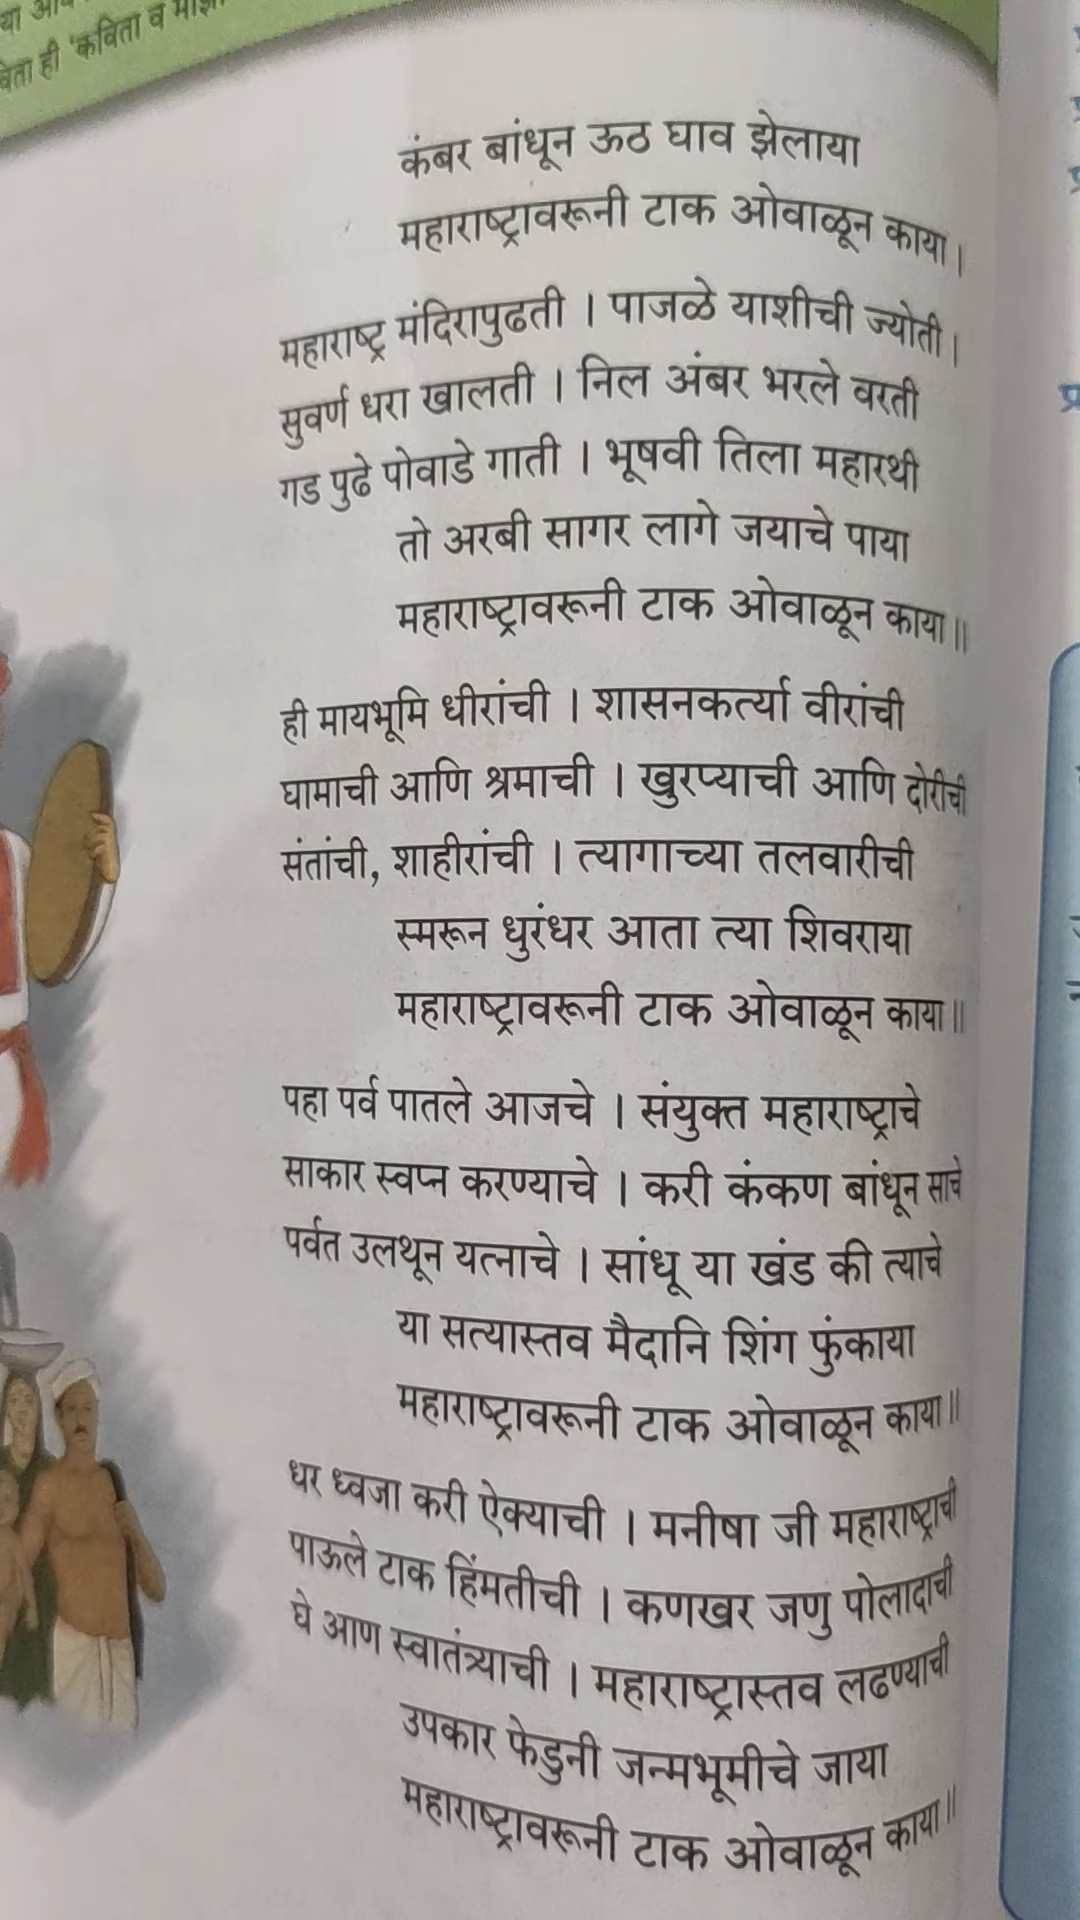 ही 'कविता व
कंबर बांधून ऊठ घाव झेलाया
महाराष्ट्रावरूनी टाक ओवाळून काया।
महाराष्ट्र मंदिरापुढती । पाजळे याशीची ज्योती।
सुवर्ण धरा खालती । निल अंबर भरले वरती
गड पुढे पोवाडे गाती । भूषवी तिला महारथी
तो अरबी सागर लागे जयाचे पाया
महाराष्ट्रावरूनी टाक ओवाळून काया॥
ही मायभूमि धीरांची । शासनकर्त्या वीरांची
घामाची आणि श्रमाची । खुरप्याची आणि दोरीची
संतांची, शाहीरांची । त्यागाच्या तलवारीची
स्मरून धुरंधर आता त्या शिवराया
महाराष्ट्रावरूनी टाक ओवाळून काया॥
पहा पर्व पातले आजचे । संयुक्त महाराष्ट्राचे
साकार स्वप्न करण्याचे । करी कंकण बांधून साचे
पर्वत उलथून यत्नाचे । सांधू या खंड की त्याचे
या सत्यास्तव मैदानि शिंग फुंकाया
महाराष्ट्रावरूनी टाक ओवाळून काया॥
धर ध्वजा करी ऐक्याची । मनीषा जी महाराष्ट्राची
पाऊले टाक हिंमतीची । कणखर जणु पोलादाची
घे आण स्वातंत्र्याची । महाराष्ट्रास्तव लढण्याची
उपकार फेडुनी जन्मभूमीचे जाया
महाराष्ट्रावरूनी टाक ओवाळून काया॥